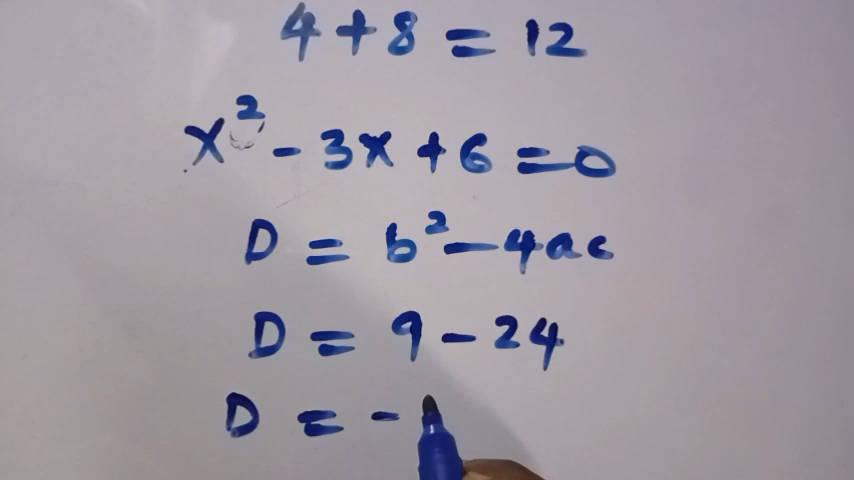 4 + 8 = 12
x² - 3x + 6 = 0
D = b² - 4ac
D = 9 - 24
D = -